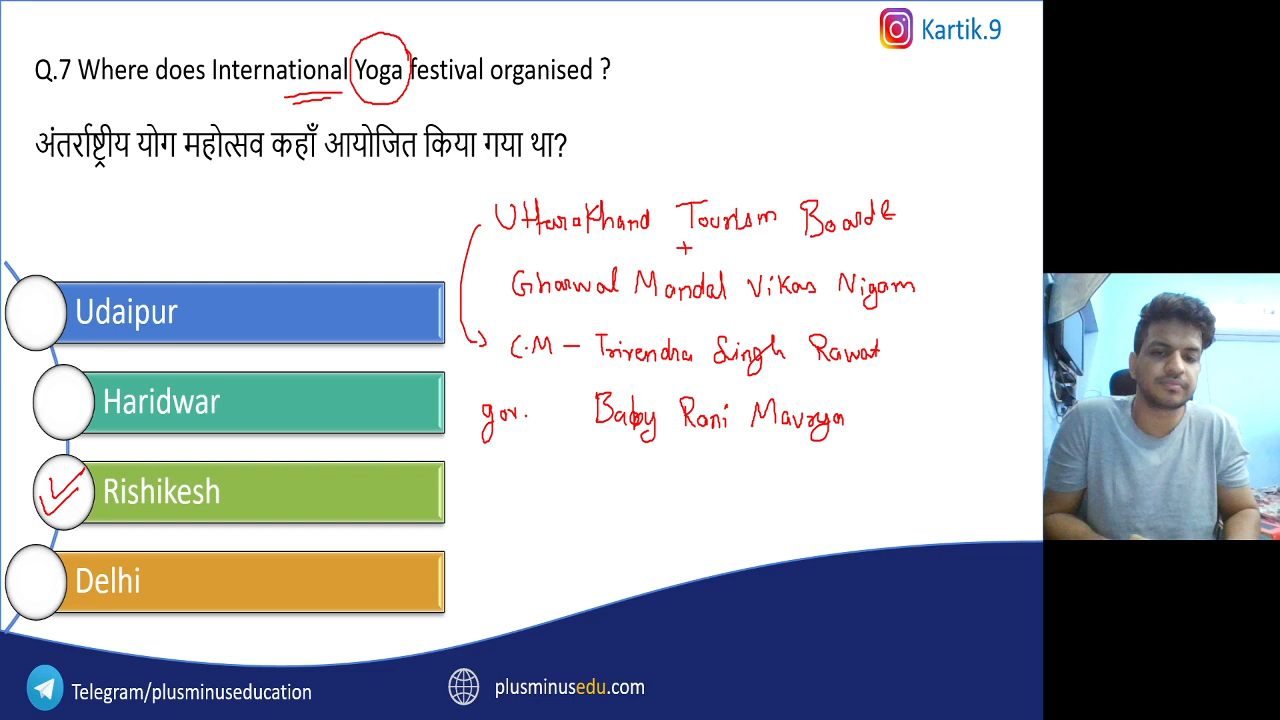 Kartik.9
Q.7 Where does International Yoga festival organised ?
अंतर्राष्ट्रीय योग महोत्सव कहाँ आयोजित किया गया था?
Uttarakhand Tourism Board
+
Gharwal Mandal Vikas Nigam
C.M – Trivendra Singh Rawat
gov. Baby Rani Maurya
Udaipur
Haridwar
Rishikesh
Delhi
Telegram/plusminuseducation
plusminusedu.com